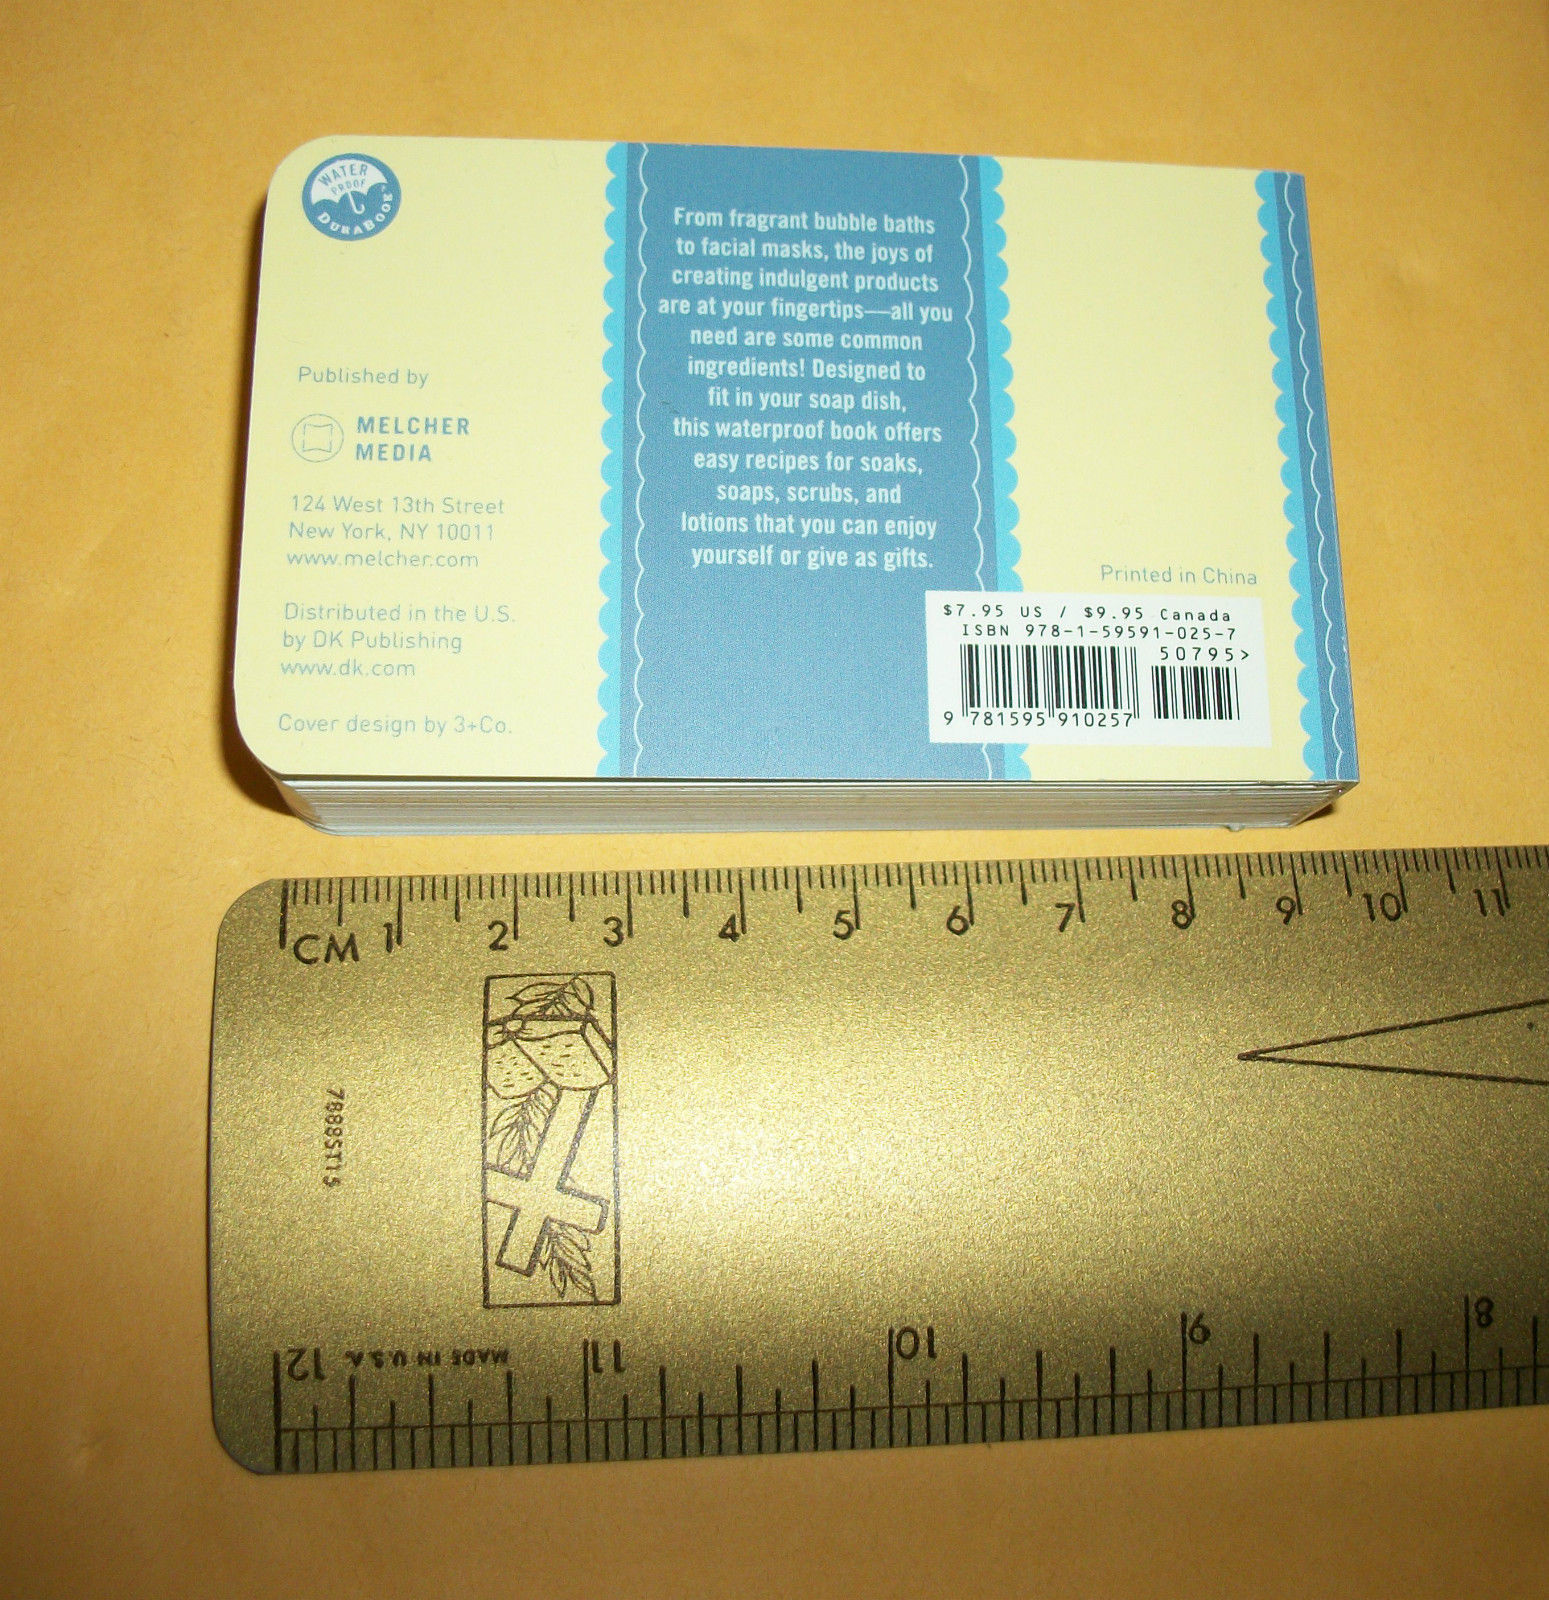 WATER
PROOF
DURABOOK™
Published by
MELCHER
MEDIA
124 West 13th Street
New York, NY 10011
www.melcher.com
Distributed in the U.S.
by DK Publishing
www.dk.com
Cover design by 3+Co.
From fragrant bubble baths
to facial masks, the joys of
creating indulgent products
are at your fingertips—all you
need are some common
ingredients! Designed to
fit in your soap dish,
this waterproof book offers
easy recipes for soaks,
soaps, scrubs, and
lotions that you can enjoy
yourself or give as gifts.
Printed in China
$7.95 US / $9.95 Canada
ISBN 978-1-59591-025-7
50795>
9 781595 910257
CM 1 2 3 4 5 6 7 8 9 10 11
7888ST15
12 11 10 9 8
MADE IN U.S.A.